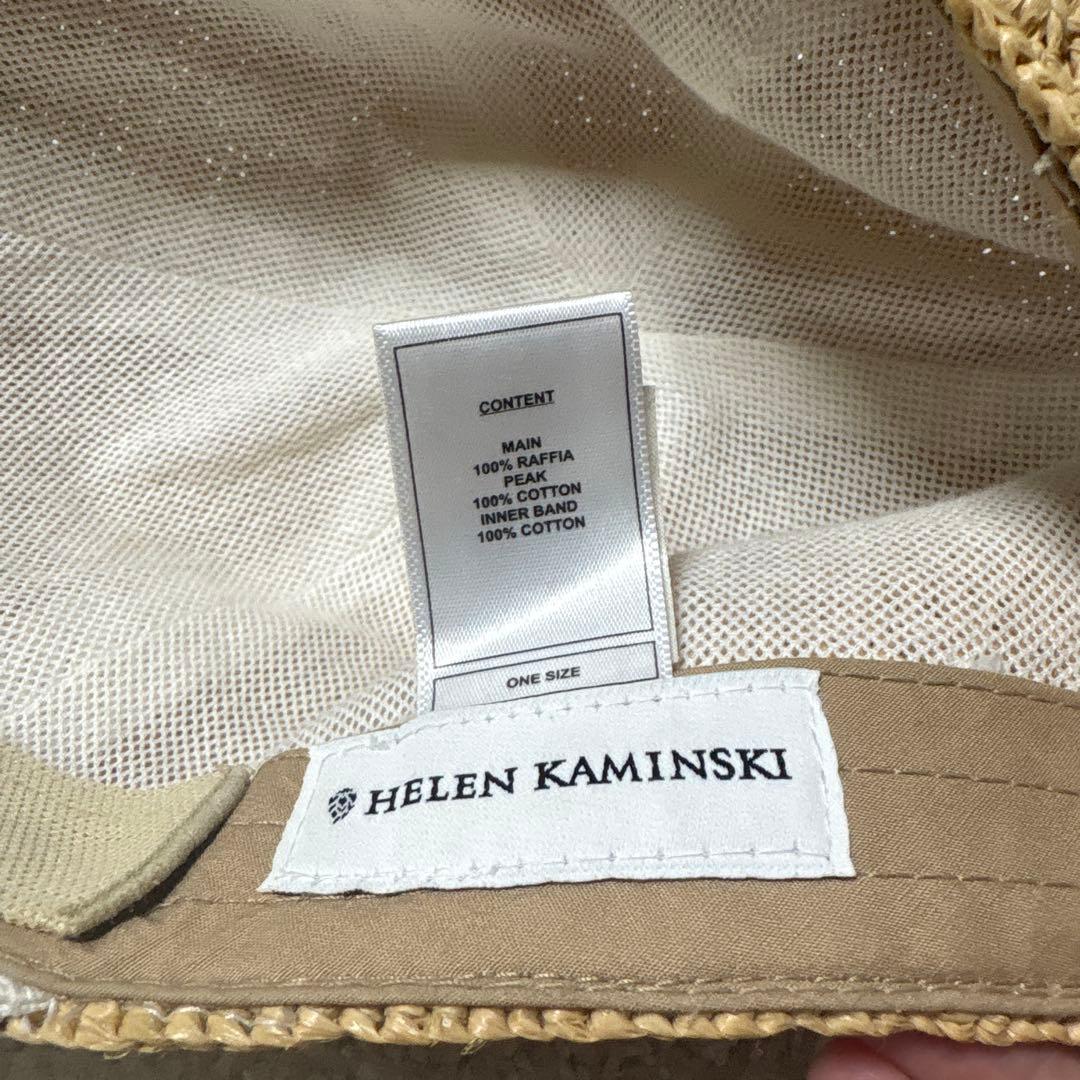 CONTENT
MAIN
100% RAFFIA
PEAK
100% COTTON
INNER BAND
100% COTTON
ONE SIZE
HELEN KAMINSKI